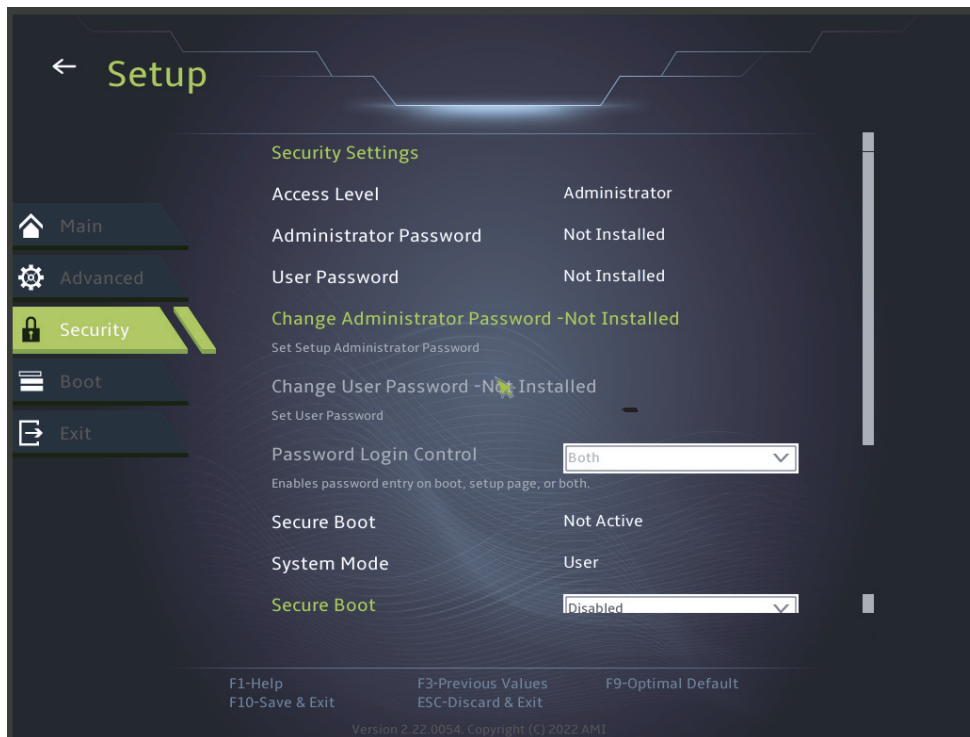 Setup
Main
Advanced
Security
Boot
Exit
Security Settings
Access Level Administrator
Administrator Password Not Installed
User Password Not Installed
Change Administrator Password -Not Installed
Set Setup Administrator Password
Change User Password -Not Installed
Set User Password
Password Login Control Both
Enables password entry on boot, setup page, or both.
Secure Boot Not Active
System Mode User
Secure Boot Disabled
F1-Help F3-Previous Values F9-Optimal Default
F10-Save & Exit ESC-Discard & Exit
Version 2.22.0054. Copyright (C) 2022 AMI